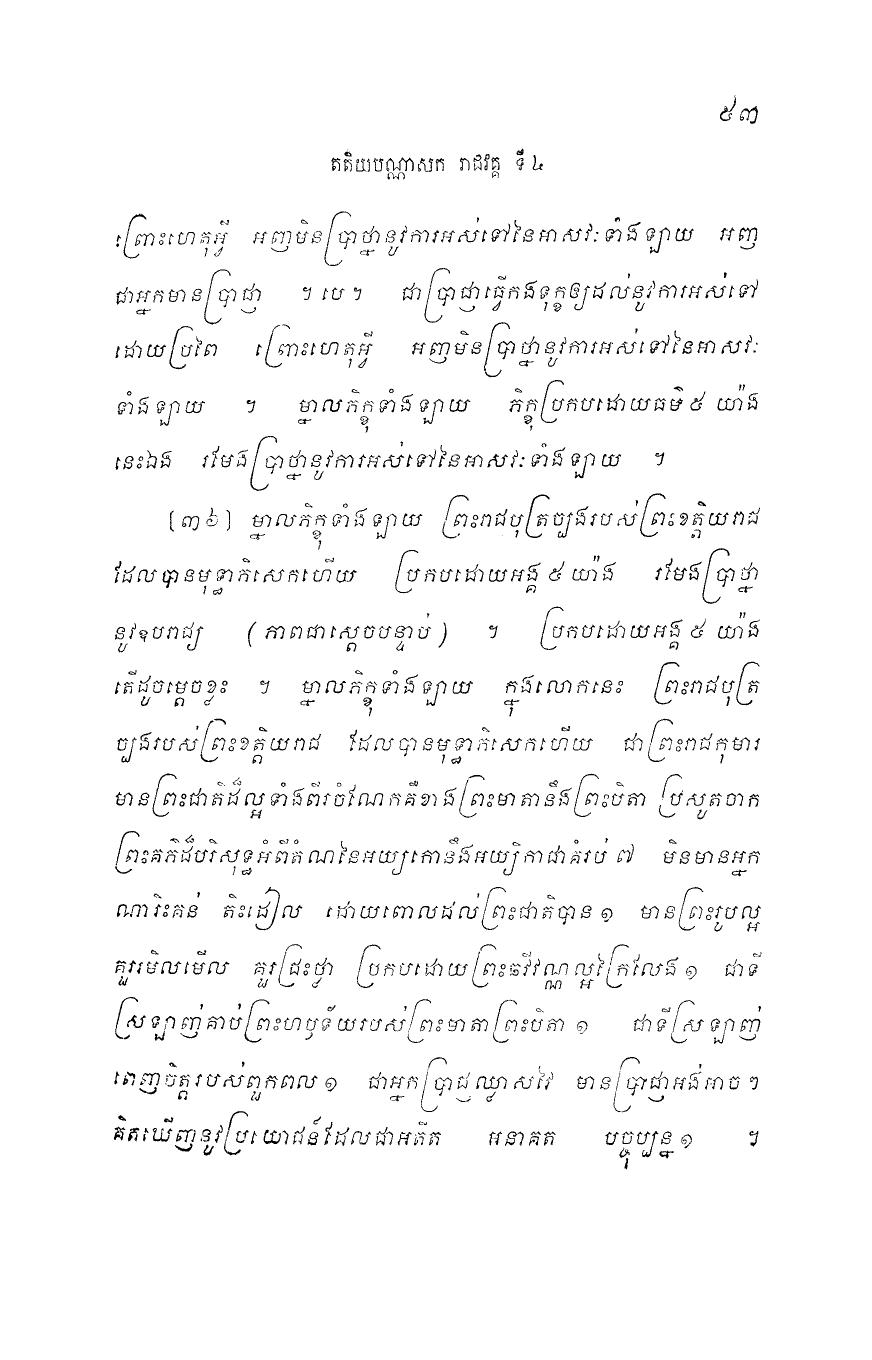 ៥៣
តតិយបណ្ណាសក រាជវគ្គ ទី ៤
ព្រោះហេតុអ្វី អញមិនប្រាថ្នានូវការអស់ទៅនៃអាសវៈទាំងឡាយ អញ
ជាអ្នកមានប្រាជ្ញា ។ បេ ។ ជាប្រាជ្ញាធ្វើកងទុក្ខឲ្យដល់នូវការអស់ទៅ
ដោយប្រពៃ ព្រោះហេតុអ្វី អញមិនប្រាថ្នានូវការអស់ទៅនៃអាសវៈ
ទាំងឡាយ ។ ម្នាលភិក្ខុទាំងឡាយ ភិក្ខុប្រកបដោយធម៌ ៥ យ៉ាង
នេះឯង រមែងប្រាថ្នានូវការអស់ទៅនៃអាសវៈទាំងឡាយ ។
[៣៦] ម្នាលភិក្ខុទាំងឡាយ ព្រះរាជបុត្រច្បងរបស់ព្រះខត្តិយរាជ
ដែលបានមុទ្ធាភិសេកហើយ ប្រកបដោយអង្គ ៥ យ៉ាង រមែងប្រាថ្នា
នូវឧបរាជ្យ (ភាពជាស្តេចបន្ទាប់) ។ ប្រកបដោយអង្គ ៥ យ៉ាង
តើដូចម្តេចខ្លះ ។ ម្នាលភិក្ខុទាំងឡាយ ក្នុងលោកនេះ ព្រះរាជបុត្រ
ច្បងរបស់ព្រះខត្តិយរាជ ដែលបានមុទ្ធាភិសេកហើយ ជាព្រះរាជកុមារ
មានព្រះជាតិដ៏ល្អទាំងពីរចំណែកគឺខាងព្រះមាតានឹងព្រះបិតា ប្រសូតចាក
ព្រះគភ៌ដ៏បរិសុទ្ធអំពីតំណនៃអយ្យកោនឹងអយ្យិកាជាគំរប់ ៧ មិនមានអ្នក
ណារិះគន់ តិះដៀល ដោយពោលដល់ព្រះជាតិបាន ១ មានព្រះរូបល្អ
គួររមិលមើល គួរជ្រះថ្លា ប្រកបដោយព្រះឆវីវណ្ណល្អក្រៃលែង ១ ជាទី
ស្រឡាញ់គាប់ព្រះហឫទ័យរបស់ព្រះមាតាព្រះបិតា ១ ជាទីស្រឡាញ់
ពេញចិត្តរបស់ពួកពល ១ ជាអ្នកប្រាជ្ញឈ្លាសវៃ មានប្រាជ្ញាអង់អាច ៗ
គិតឃើញនូវប្រយោជន៍ដែលជាអតីត អនាគត បច្ចុប្បន្ន ១ ។